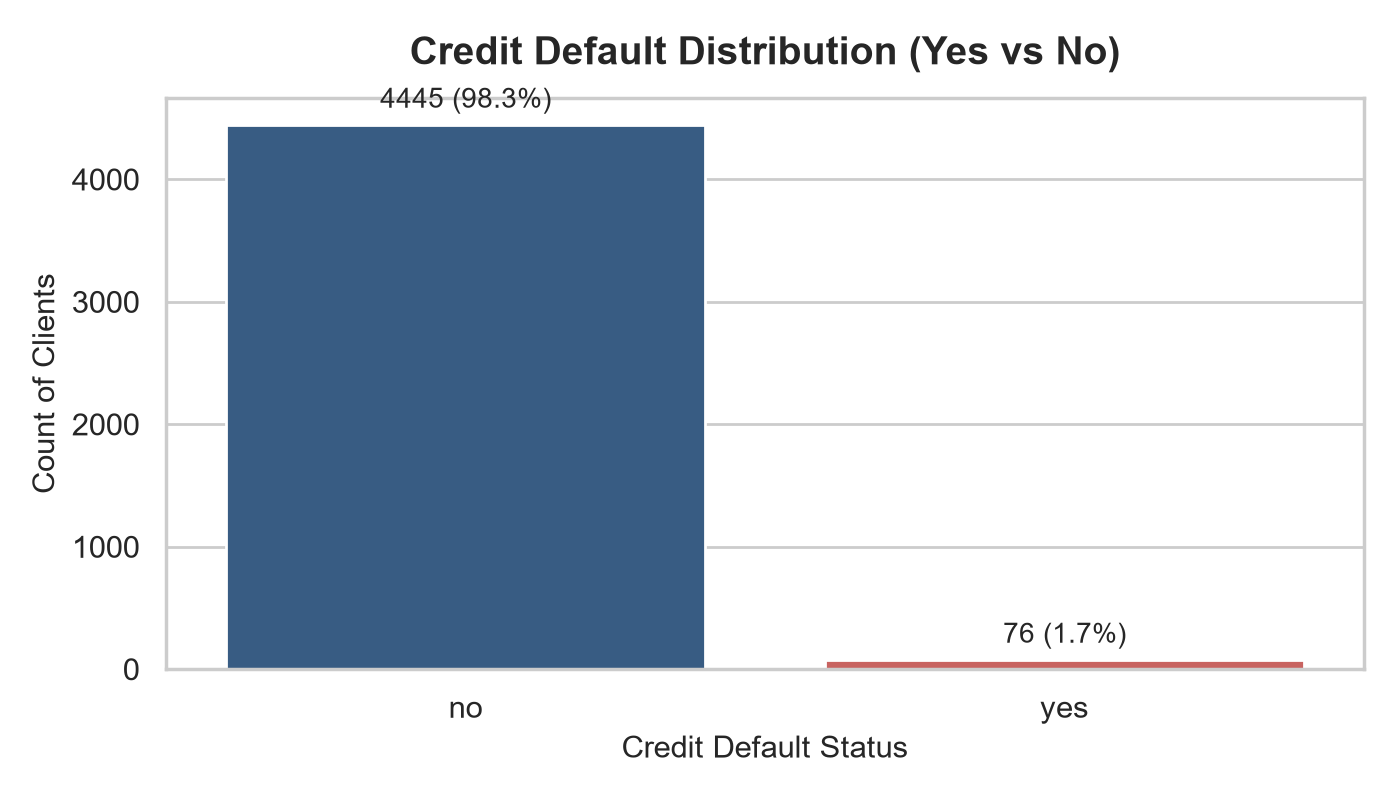 Credit Default Distribution (Yes vs No)
4445 (98.3%)
4000
3000
2000
1000
0
Count of Clients
76 (1.7%)
no
yes
Credit Default Status